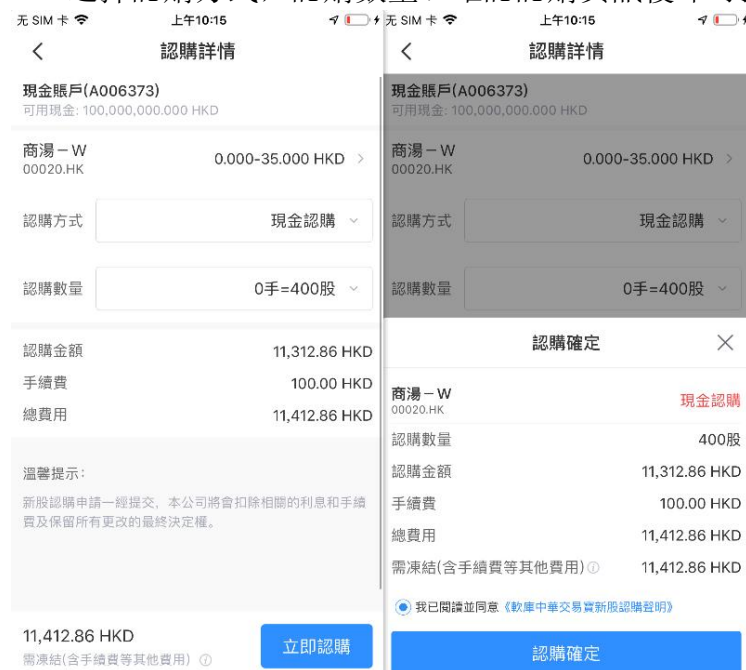 无 SIM 卡 上午10:15
認購詳情
現金賬戶(A006373)
可用現金: 100,000,000.000 HKD
商湯－W
00020.HK
0.000-35.000 HKD
認購方式 現金認購
認購數量 0手=400股
認購金額 11,312.86 HKD
手續費 100.00 HKD
總費用 11,412.86 HKD
溫馨提示:
新股認購申請一經提交，本公司將會扣除相關的利息和手續
費及保留所有更改的最終決定權。
11,412.86 HKD
需凍結(含手續費等其他費用)
立即認購
无 SIM 卡 上午10:15
認購詳情
現金賬戶(A006373)
可用現金: 100,000,000.000 HKD
商湯－W
00020.HK
0.000-35.000 HKD
認購方式 現金認購
認購數量 0手=400股
認購確定
商湯－W
00020.HK
現金認購
認購數量 400股
認購金額 11,312.86 HKD
手續費 100.00 HKD
總費用 11,412.86 HKD
需凍結(含手續費等其他費用) 11,412.86 HKD
我已閱讀並同意《軟庫中華交易寶新股認購聲明》
認購確定